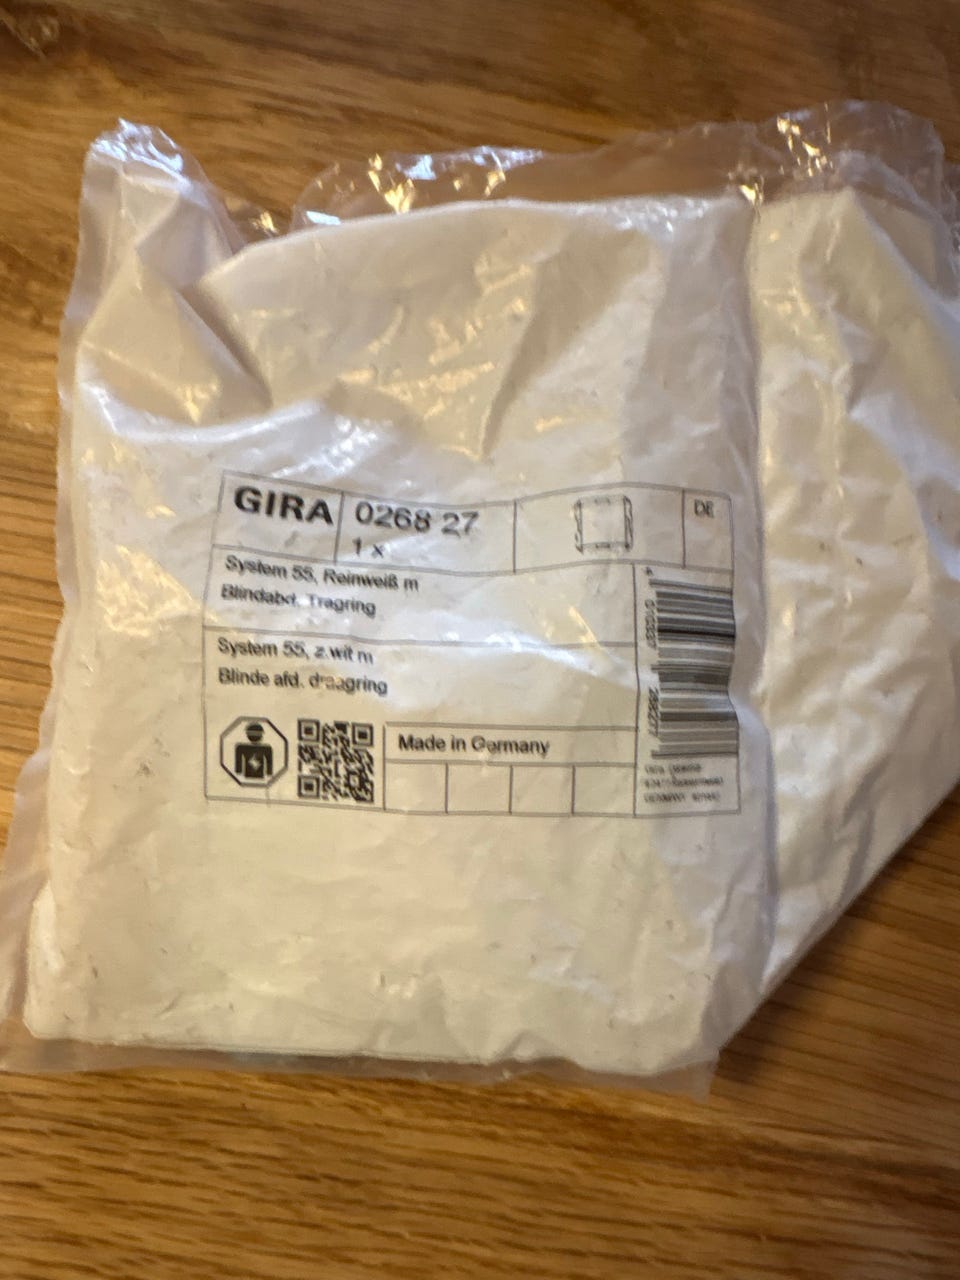 GIRA
0268 27
1 x
DE
System 55, Reinweiß m
Blindabd. Tragring
System 55, z.wit m
Blinde afd. draagring
Made in Germany